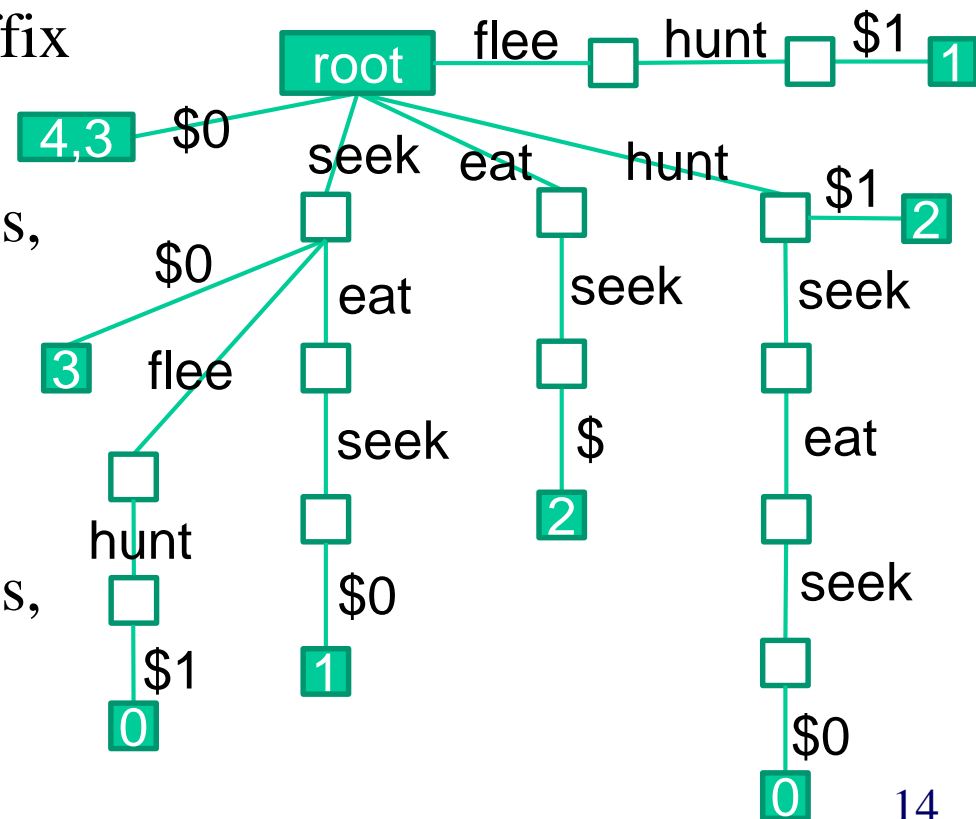 ffix
flee hunt $1
root 1
4,3 $0
seek eat hunt $1
2
s,
$0
eat seek seek
3 flee
seek $ eat
2
hunt
s, $0 seek
$1 1
0 $0
0 14